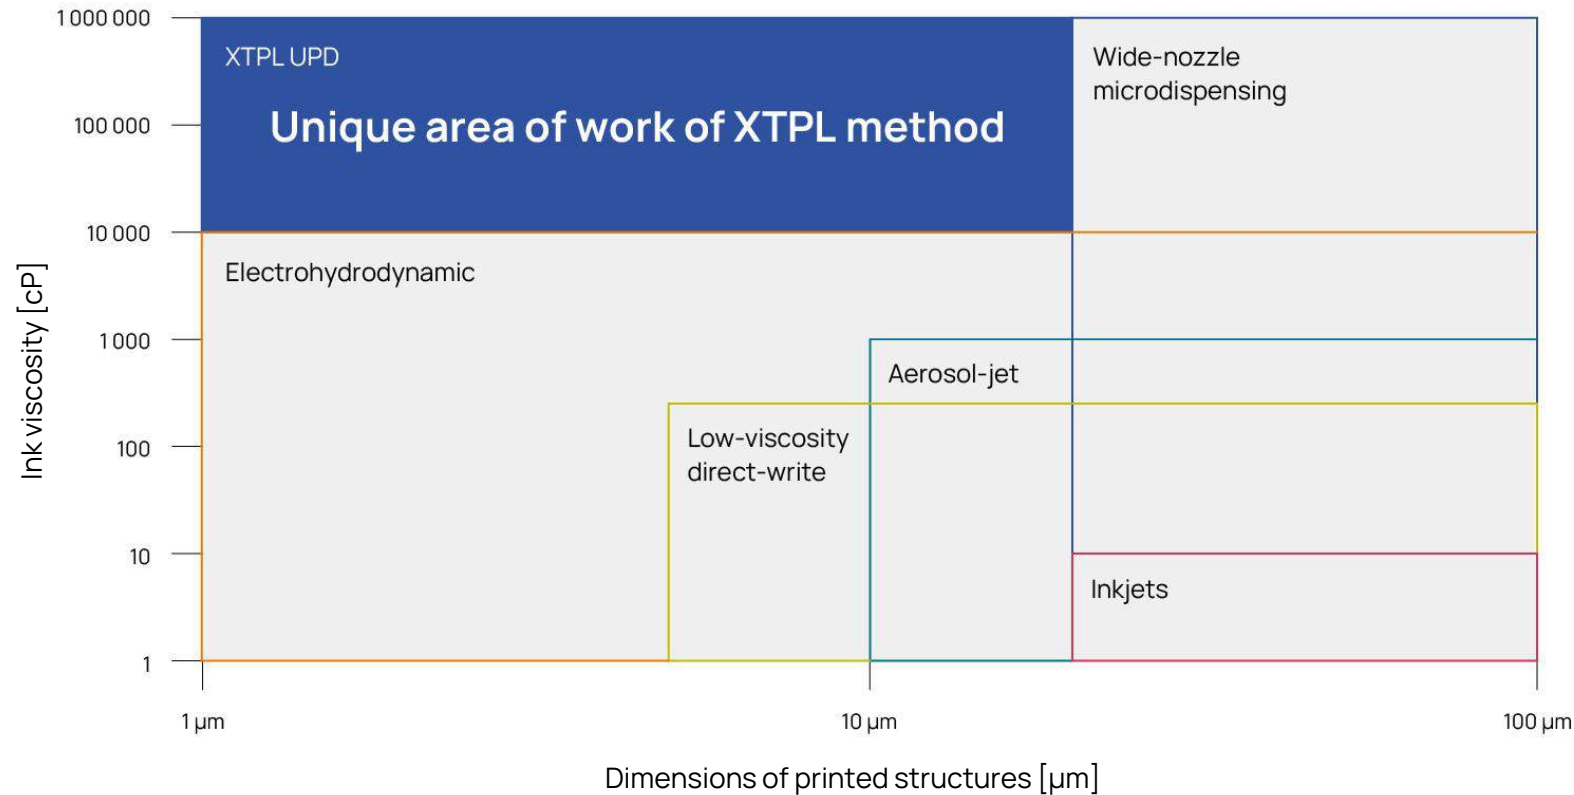 1 000 000
XTPL UPD
Wide-nozzle
microdispensing
100 000
Unique area of work of XTPL method
10 000
Electrohydrodynamic
Ink viscosity [cP]
1 000
Aerosol-jet
100
Low-viscosity
direct-write
10
Inkjets
1
1 µm
10 µm
100 µm
Dimensions of printed structures [µm]